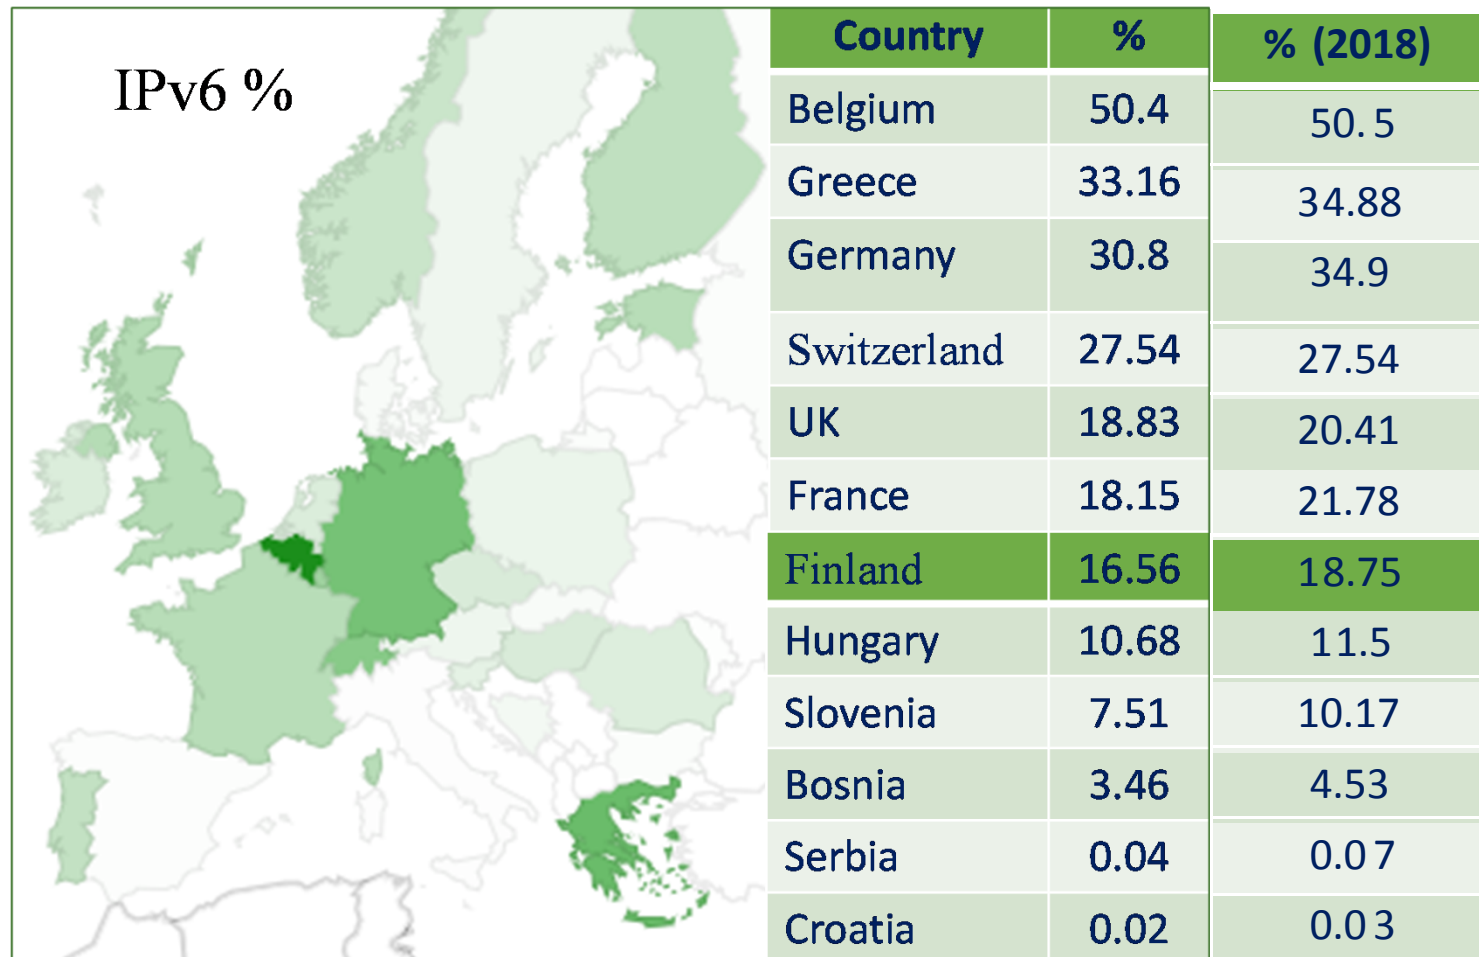 IPv6 %
Country % % (2018)
Belgium 50.4 50.5
Greece 33.16 34.88
Germany 30.8 34.9
Switzerland 27.54 27.54
UK 18.83 20.41
France 18.15 21.78
Finland 16.56 18.75
Hungary 10.68 11.5
Slovenia 7.51 10.17
Bosnia 3.46 4.53
Serbia 0.04 0.07
Croatia 0.02 0.03